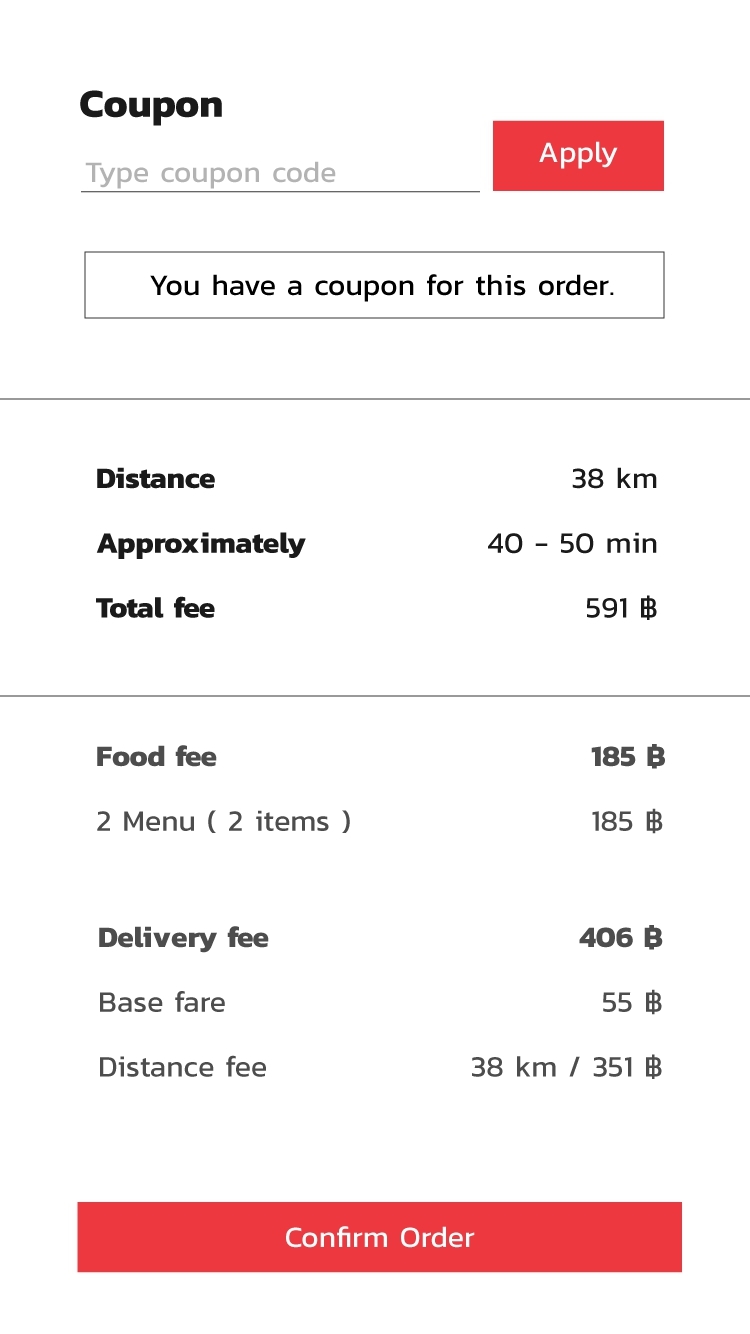 Coupon
Type coupon code
Apply
You have a coupon for this order.
Distance 38 km
Approximately 40 - 50 min
Total fee 591 ฿
Food fee 185 ฿
2 Menu ( 2 items ) 185 ฿
Delivery fee 406 ฿
Base fare 55 ฿
Distance fee 38 km / 351 ฿
Confirm Order